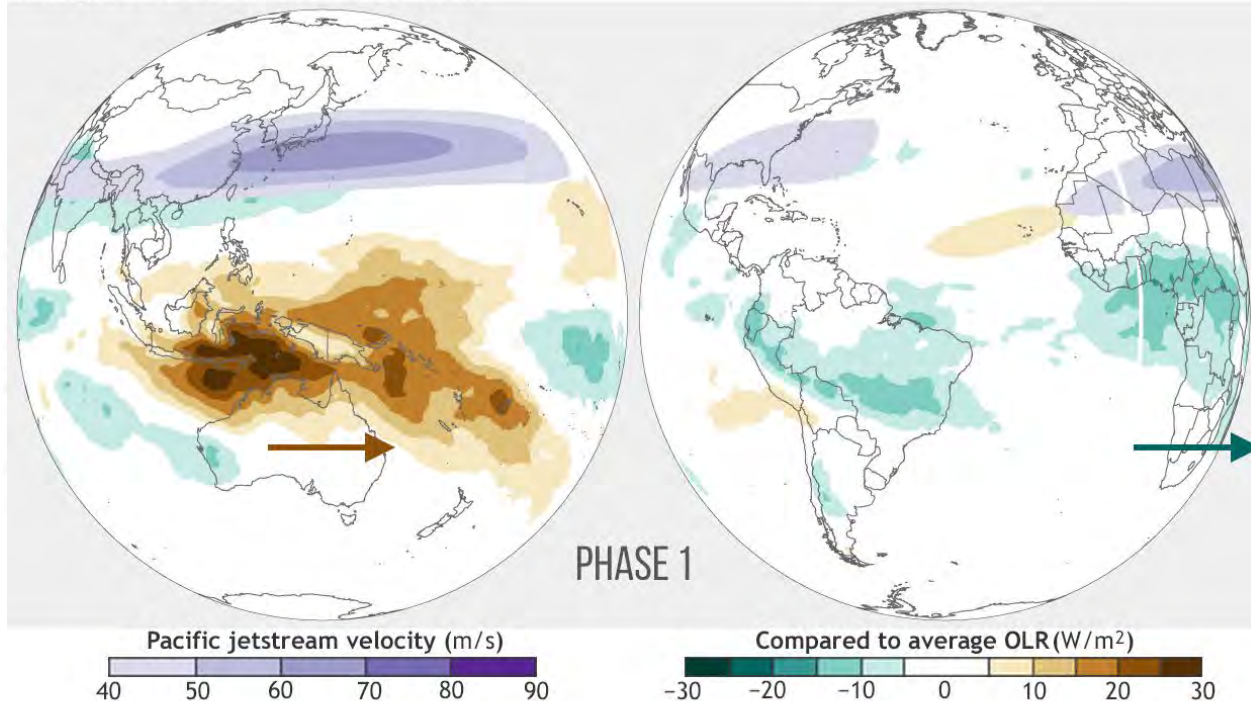 PHASE 1
Pacific jetstream velocity (m/s)
40 50 60 70 80 90
Compared to average OLR (W/m²)
−30 −20 −10 0 10 20 30